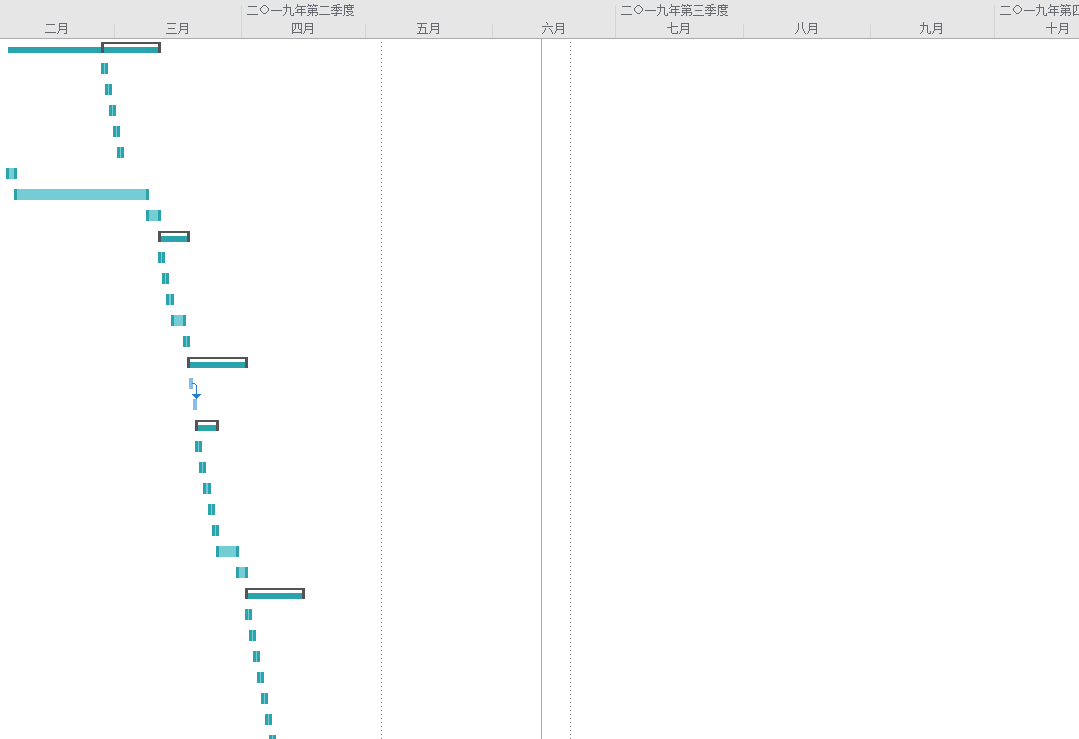 二〇一九年第二季度
二〇一九年第三季度
二〇一九年第四
二月
三月
四月
五月
六月
七月
八月
九月
十月